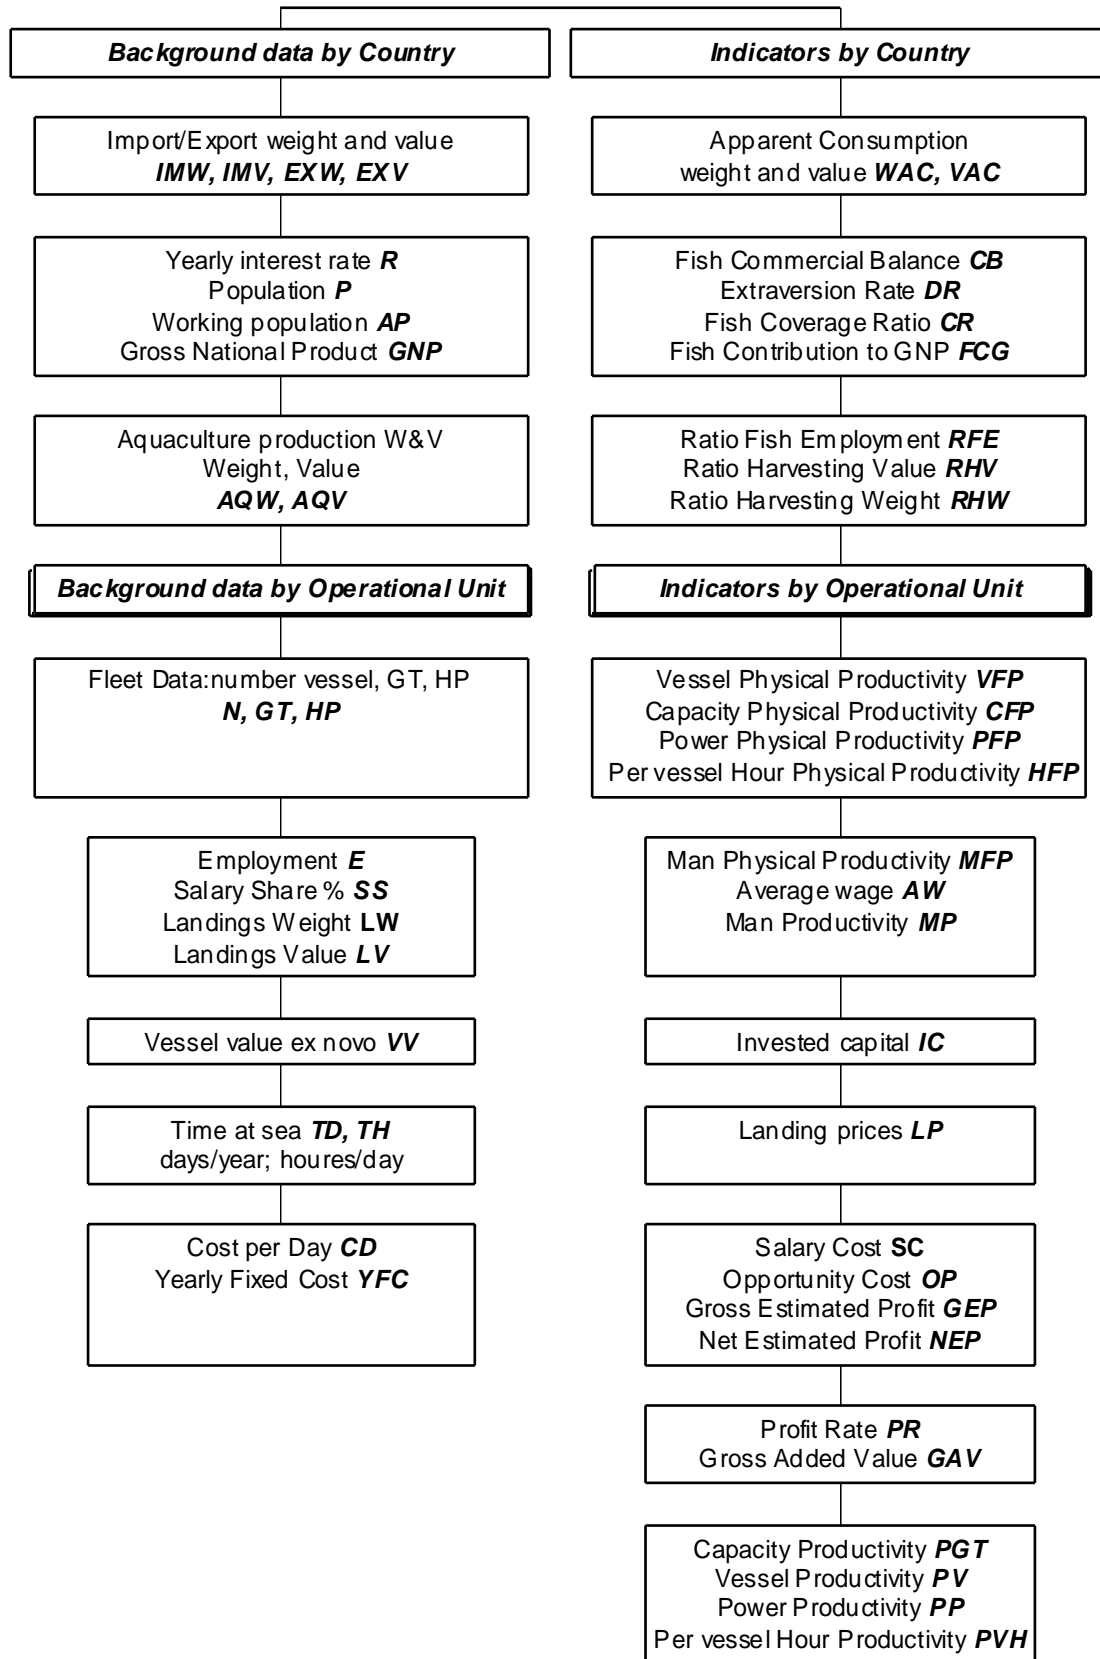 Background data by Country
Import/Export weight and value
IMW, IMV, EXW, EXV
Yearly interest rate R
Population P
Working population AP
Gross National Product GNP
Aquaculture production W&V
Weight, Value
AQW, AQV
Background data by Operational Unit
Fleet Data:number vessel, GT, HP
N, GT, HP
Employment E
Salary Share % SS
Landings Weight LW
Landings Value LV
Vessel value ex novo VV
Time at sea TD, TH
days/year; houres/day
Cost per Day CD
Yearly Fixed Cost YFC
Indicators by Country
Apparent Consumption
weight and value WAC, VAC
Fish Commercial Balance CB
Extraversion Rate DR
Fish Coverage Ratio CR
Fish Contribution to GNP FCG
Ratio Fish Employment RFE
Ratio Harvesting Value RHV
Ratio Harvesting Weight RHW
Indicators by Operational Unit
Vessel Physical Productivity VFP
Capacity Physical Productivity CFP
Power Physical Productivity PFP
Per vessel Hour Physical Productivity HFP
Man Physical Productivity MFP
Average wage AW
Man Productivity MP
Invested capital IC
Landing prices LP
Salary Cost SC
Opportunity Cost OP
Gross Estimated Profit GEP
Net Estimated Profit NEP
Profit Rate PR
Gross Added Value GAV
Capacity Productivity PGT
Vessel Productivity PV
Power Productivity PP
Per vessel Hour Productivity PVH